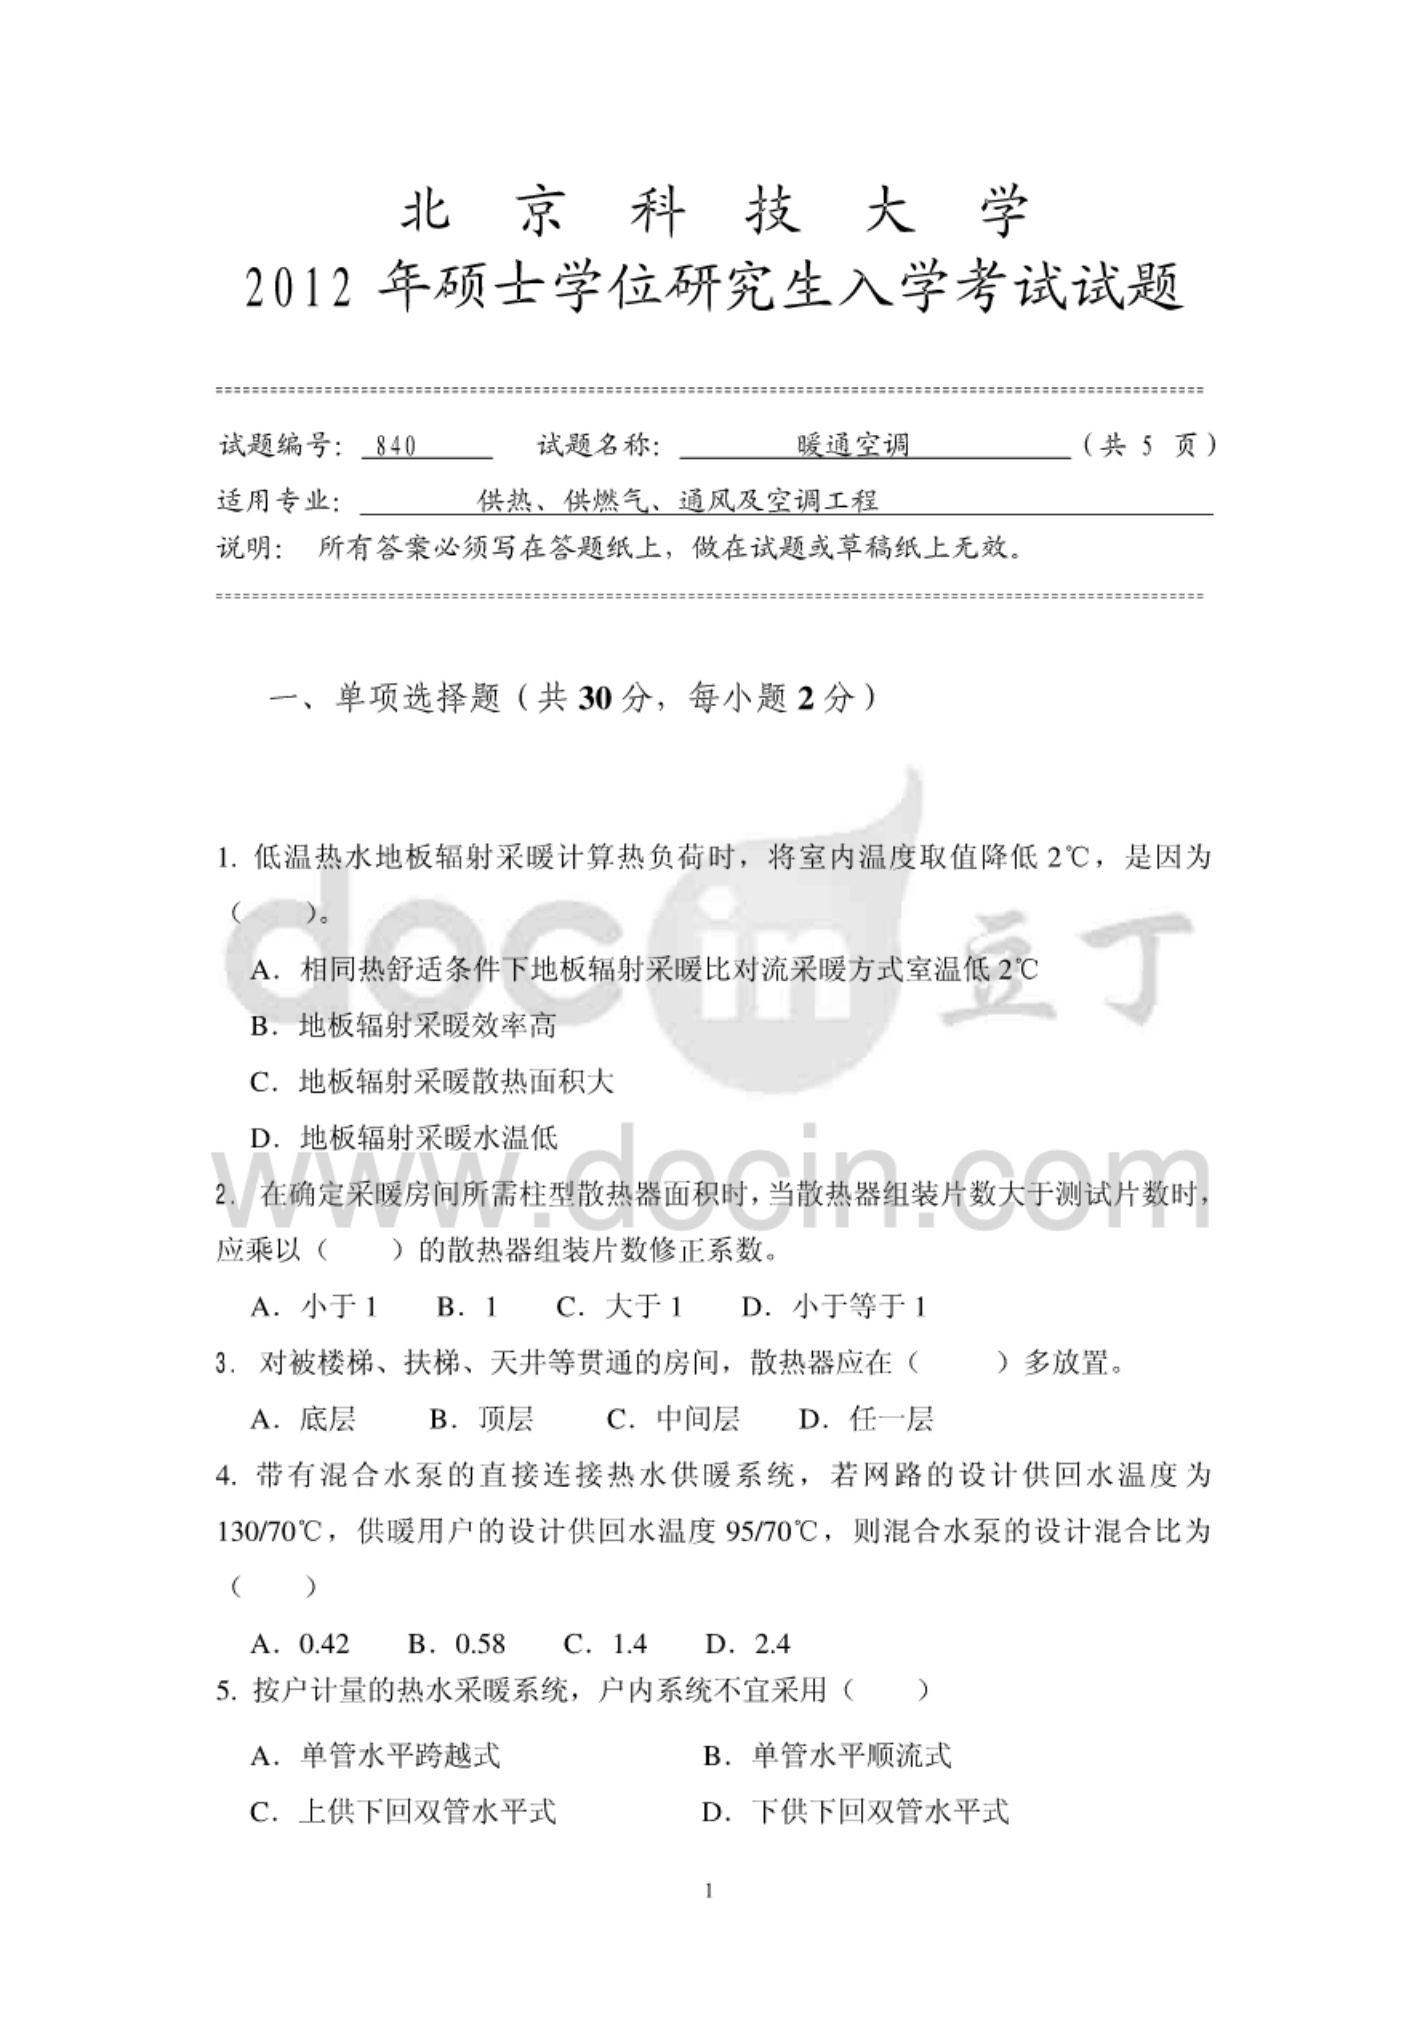 北 京 科 技 大 学
2012 年硕士学位研究生入学考试试题
试题编号： 840 试题名称： 暖通空调 （共 5 页）
适用专业： 供热、供燃气、通风及空调工程
说明： 所有答案必须写在答题纸上，做在试题或草稿纸上无效。
一、单项选择题（共 30 分，每小题 2 分）
1. 低温热水地板辐射采暖计算热负荷时，将室内温度取值降低 2℃，是因为
（ ）。
A．相同热舒适条件下地板辐射采暖比对流采暖方式室温低 2℃
B．地板辐射采暖效率高
C．地板辐射采暖散热面积大
D．地板辐射采暖水温低
2． 在确定采暖房间所需柱型散热器面积时，当散热器组装片数大于测试片数时，
应乘以（ ）的散热器组装片数修正系数。
A．小于 1 B．1 C．大于 1 D．小于等于 1
3． 对被楼梯、扶梯、天井等贯通的房间，散热器应在（ ）多放置。
A．底层 B．顶层 C．中间层 D．任一层
4. 带有混合水泵的直接连接热水供暖系统，若网路的设计供回水温度为
130/70℃，供暖用户的设计供回水温度 95/70℃，则混合水泵的设计混合比为
（ ）
A．0.42 B．0.58 C．1.4 D．2.4
5. 按户计量的热水采暖系统，户内系统不宜采用（ ）
A．单管水平跨越式 B．单管水平顺流式
C．上供下回双管水平式 D．下供下回双管水平式
1
docin 豆丁
www.docin.com